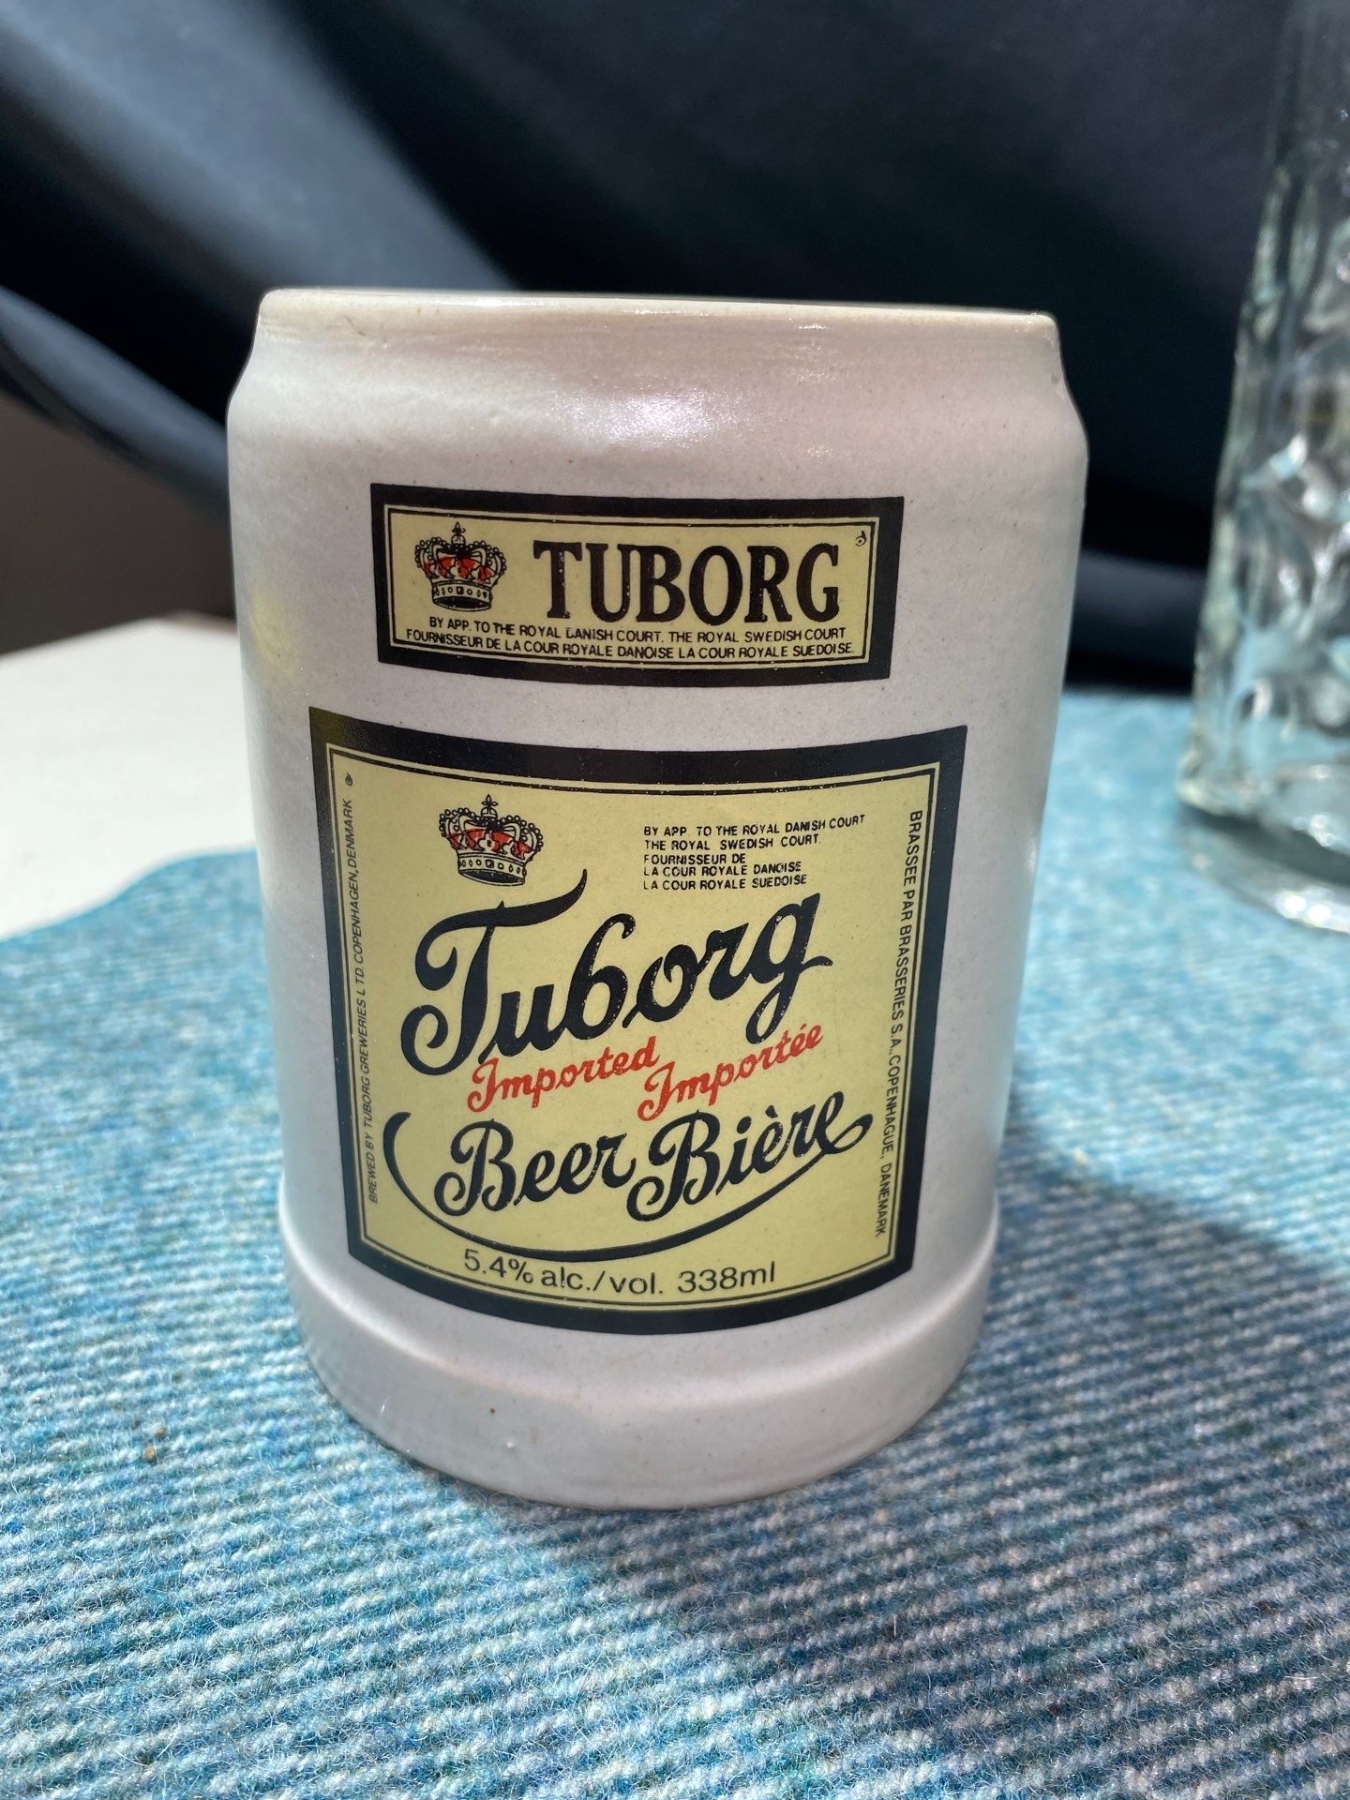 TUBORG
BY APP. TO THE ROYAL DANISH COURT. THE ROYAL SWEDISH COURT
FOURNISSEUR DE LA COUR ROYALE DANOISE LA COUR ROYALE SUEDOISE.
BY APP. TO THE ROYAL DANISH COURT
THE ROYAL SWEDISH COURT
FOURNISSEUR DE
LA COUR ROYALE DANOISE
LA COUR ROYALE SUEDOISE
Tuborg
Imported Importée
Beer Bière
5.4% alc./vol. 338ml
BREWED BY TUBORG GREWERIES LTD COPENHAGEN, DENMARK
BRASSEE PAR BRASSERIES S.A., COPENHAGUE, DANEMARK